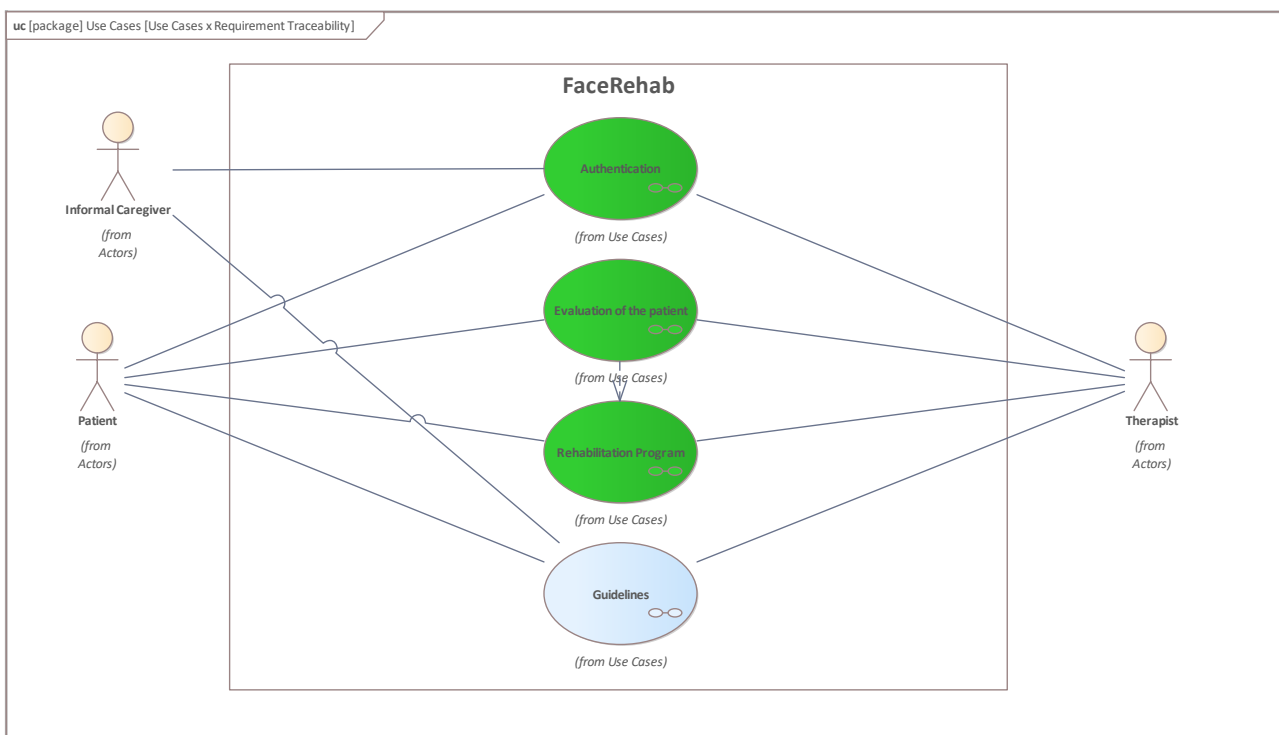 uc [package] Use Cases [Use Cases x Requirement Traceability]
FaceRehab
Authentication
(from Use Cases)
Informal Caregiver
(from
Actors)
Evaluation of the patient
(from Use Cases)
Patient
(from
Actors)
Rehabilitation Program
(from Use Cases)
Therapist
(from
Actors)
Guidelines
(from Use Cases)